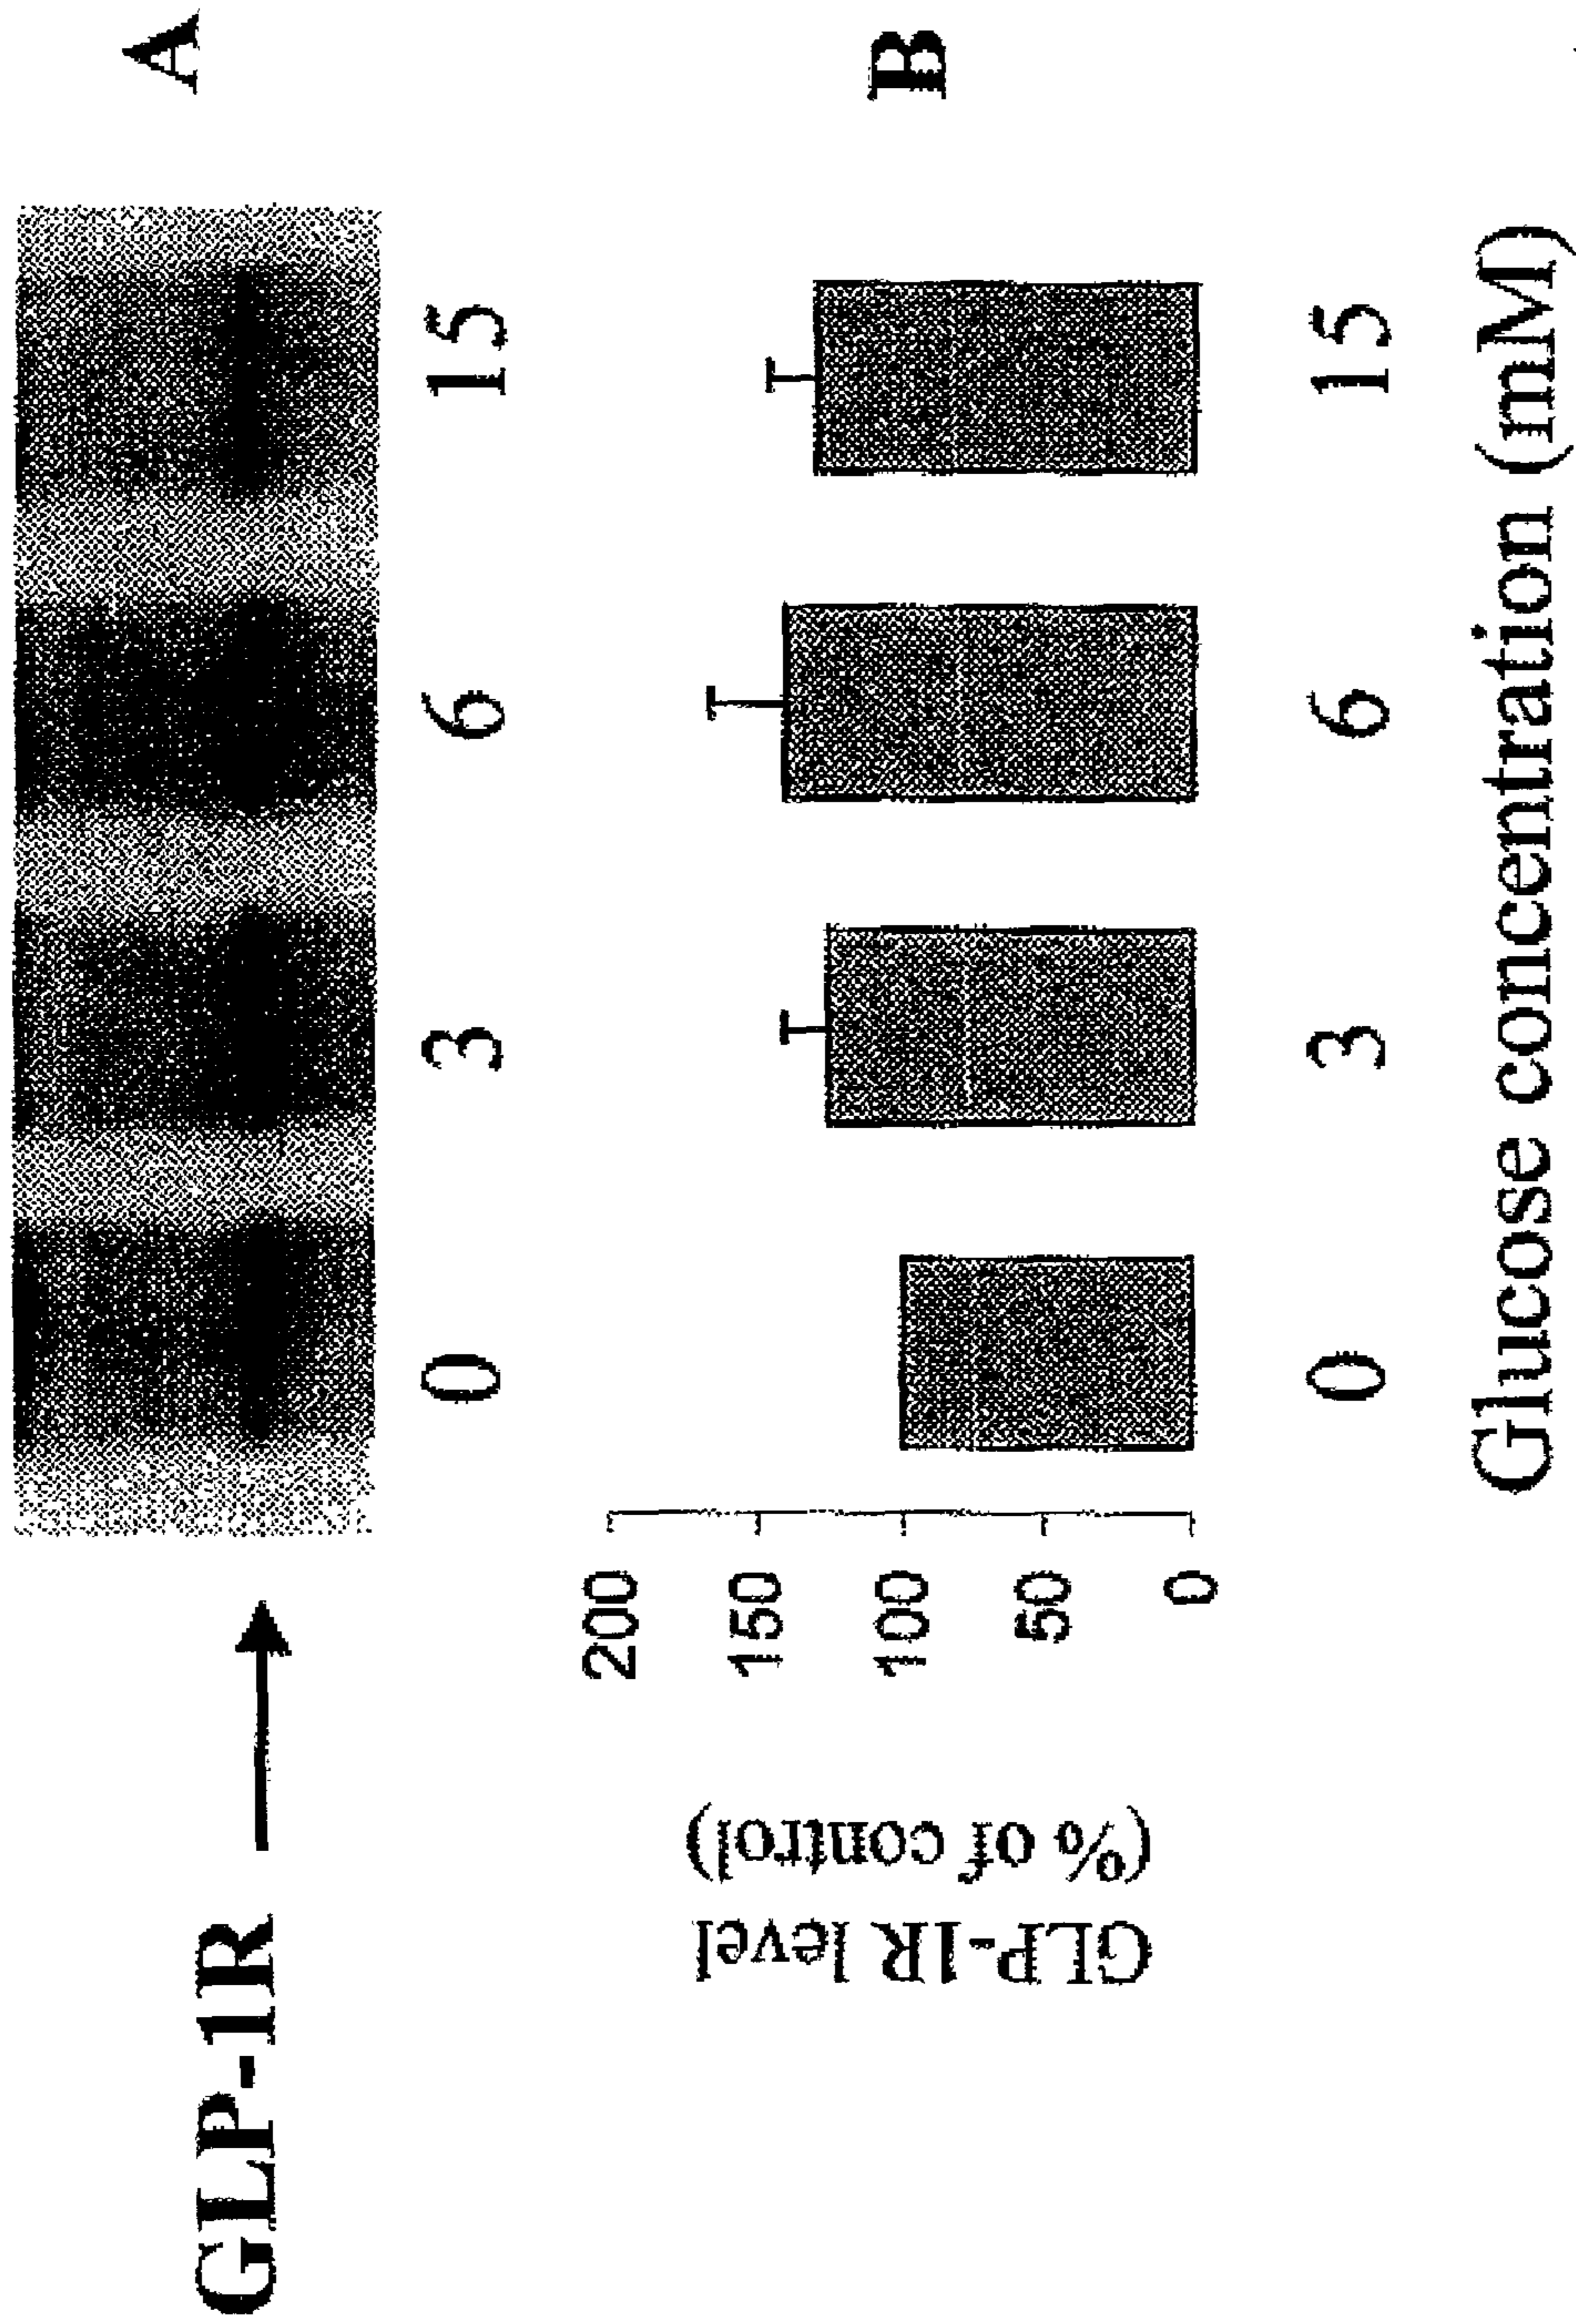 A
GLP-1R
0 3 6 15
B
GLP-1R level
(% of control)
200
150
100
50
0
0 3 6 15
Glucose concentration (mM)